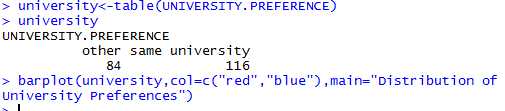 > university<-table(UNIVERSITY.PREFERENCE)
> university
UNIVERSITY.PREFERENCE
          other same university
             84             116
> barplot(university,col=c("red","blue"),main="Distribution of
University Preferences")
>